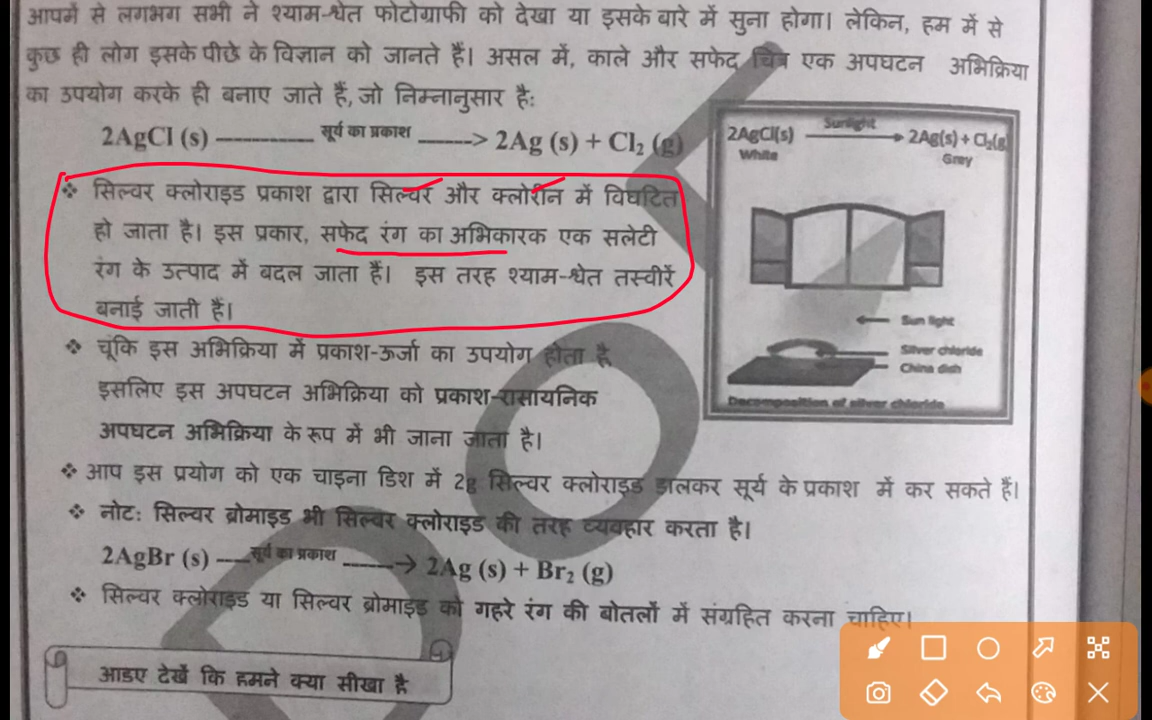 आपमें से लगभग सभी ने श्याम-श्वेत फोटोग्राफी को देखा या इसके बारे में सुना होगा। लेकिन, हम में से
कुछ ही लोग इसके पीछे के विज्ञान को जानते हैं। असल में, काले और सफेद चित्र एक अपघटन अभिक्रिया
का उपयोग करके ही बनाए जाते हैं, जो निम्नानुसार है:
2AgCl (s) ------------ सूर्य का प्रकाश --------> 2Ag (s) + Cl₂ (g)
❖ सिल्वर क्लोराइड प्रकाश द्वारा सिल्वर और क्लोरीन में विघटित
हो जाता है। इस प्रकार, सफेद रंग का अभिकारक एक सलेटी
रंग के उत्पाद में बदल जाता हैं। इस तरह श्याम-श्वेत तस्वीरें
बनाई जाती हैं।
❖ चूंकि इस अभिक्रिया में प्रकाश-ऊर्जा का उपयोग होता है
इसलिए इस अपघटन अभिक्रिया को प्रकाश-रासायनिक
अपघटन अभिक्रिया के रूप में भी जाना जाता है।
2AgCl(s) Sunlight → 2Ag(s) + Cl₂(g
White Grey
Sun light
Silver chloride
China dish
Decomposition of silver chloride
❖ आप इस प्रयोग को एक चाइना डिश में 2g सिल्वर क्लोराइड डालकर सूर्य के प्रकाश में कर सकते हैं।
❖ नोट: सिल्वर ब्रोमाइड भी सिल्वर क्लोराइड की तरह व्यवहार करता है।
2AgBr (s) ----सूर्य का प्रकाश -------→ 2Ag (s) + Br₂ (g)
❖ सिल्वर क्लोराइड या सिल्वर ब्रोमाइड को गहरे रंग की बोतलों में संग्रहित करना चाहिए।
आइए देखें कि हमने क्या सीखा है